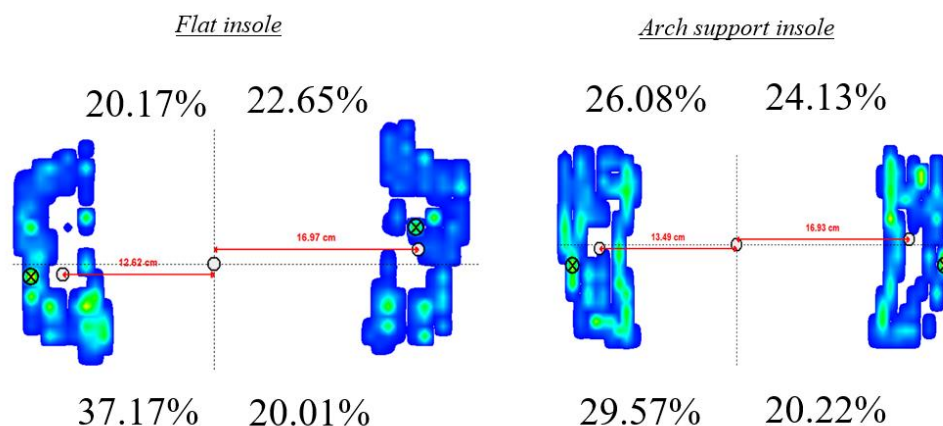 Flat insole
Arch support insole
20.17% 22.65%
26.08% 24.13%
16.97 cm
12.62 cm
13.49 cm
16.93 cm
37.17% 20.01%
29.57% 20.22%